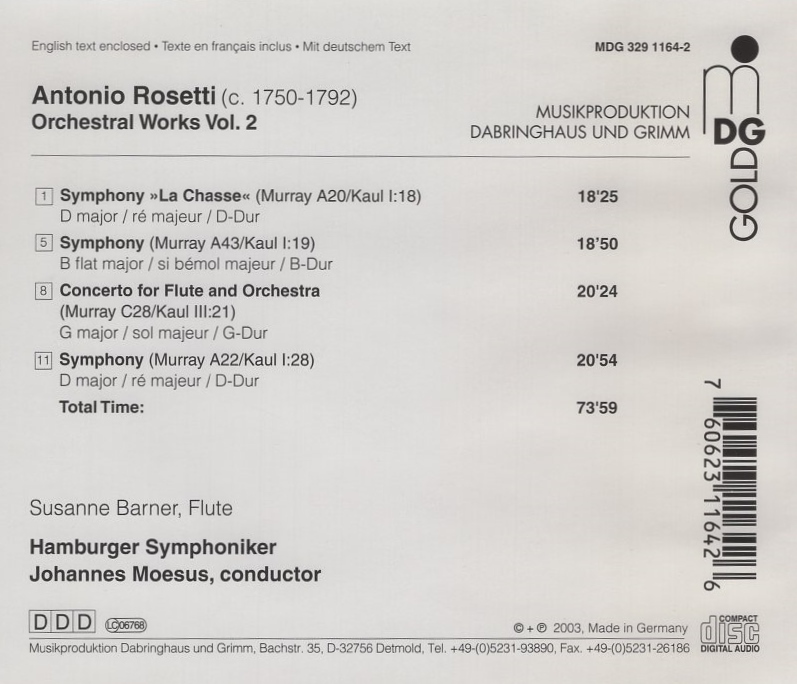 English text enclosed • Texte en français inclus • Mit deutschem Text
MDG 329 1164-2
Antonio Rosetti (c. 1750-1792)
Orchestral Works Vol. 2
MUSIKPRODUKTION
DABRINGHAUS UND GRIMM
DG
GOLD
1 Symphony »La Chasse« (Murray A20/Kaul I:18) 18'25
D major / ré majeur / D-Dur
5 Symphony (Murray A43/Kaul I:19) 18’50
B flat major / si bémol majeur / B-Dur
8 Concerto for Flute and Orchestra 20'24
(Murray C28/Kaul III:21)
G major / sol majeur / G-Dur
11 Symphony (Murray A22/Kaul I:28) 20'54
D major / ré majeur / D-Dur
Total Time: 73'59
7 60623 11642 6
Susanne Barner, Flute
Hamburger Symphoniker
Johannes Moesus, conductor
DDD LC 06768
© + ℗ 2003, Made in Germany
COMPACT
disc
DIGITAL AUDIO
Musikproduktion Dabringhaus und Grimm, Bachstr. 35, D-32756 Detmold, Tel. +49-(0)5231-93890, Fax. +49-(0)5231-26186